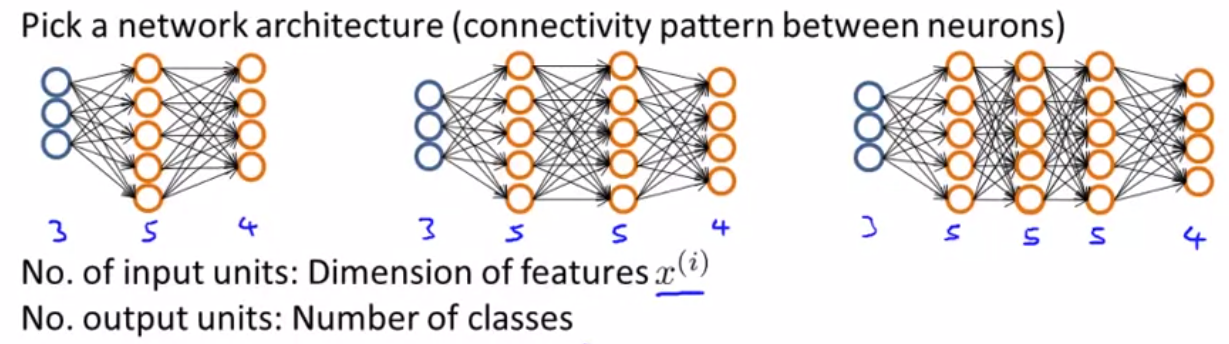 Pick a network architecture (connectivity pattern between neurons)
3 5 4 3 5 5 4 3 5 5 5 4
No. of input units: Dimension of features x^(i)
No. output units: Number of classes